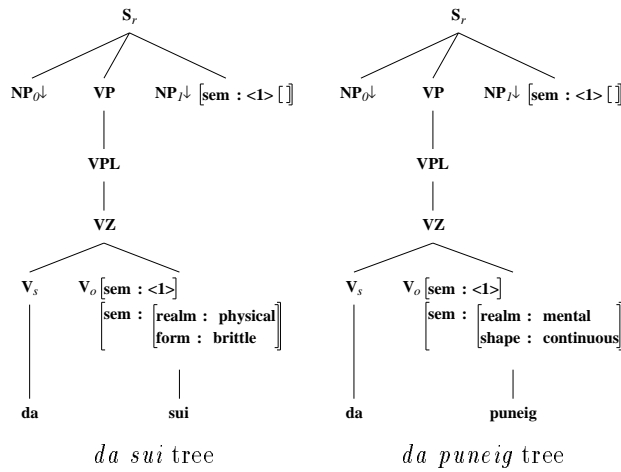 S_r S_r
NP_0↓ VP NP_1↓ [sem : <1> [ ]] NP_0↓ VP NP_1↓ [sem : <1> [ ]]
VPL VPL
VZ VZ
V_s V_o [sem : <1>] V_s V_o [sem : <1>]
[sem : [realm : physical [sem : [realm : mental
form : brittle]] shape : continuous]]
da sui da puneig
da sui tree da puneig tree